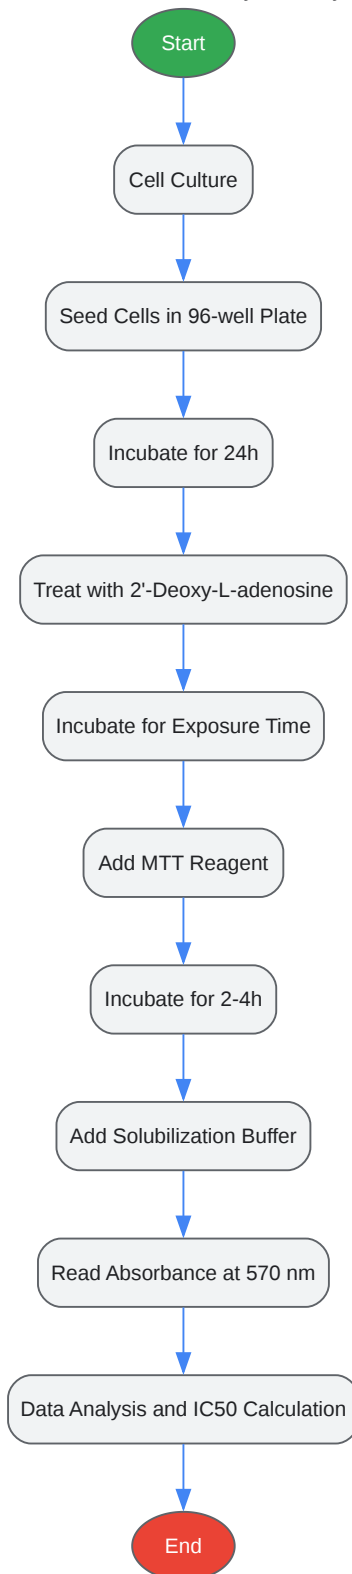 Start
Cell Culture
Seed Cells in 96-well Plate
Incubate for 24h
Treat with 2'-Deoxy-L-adenosine
Incubate for Exposure Time
Add MTT Reagent
Incubate for 2-4h
Add Solubilization Buffer
Read Absorbance at 570 nm
Data Analysis and IC50 Calculation
End